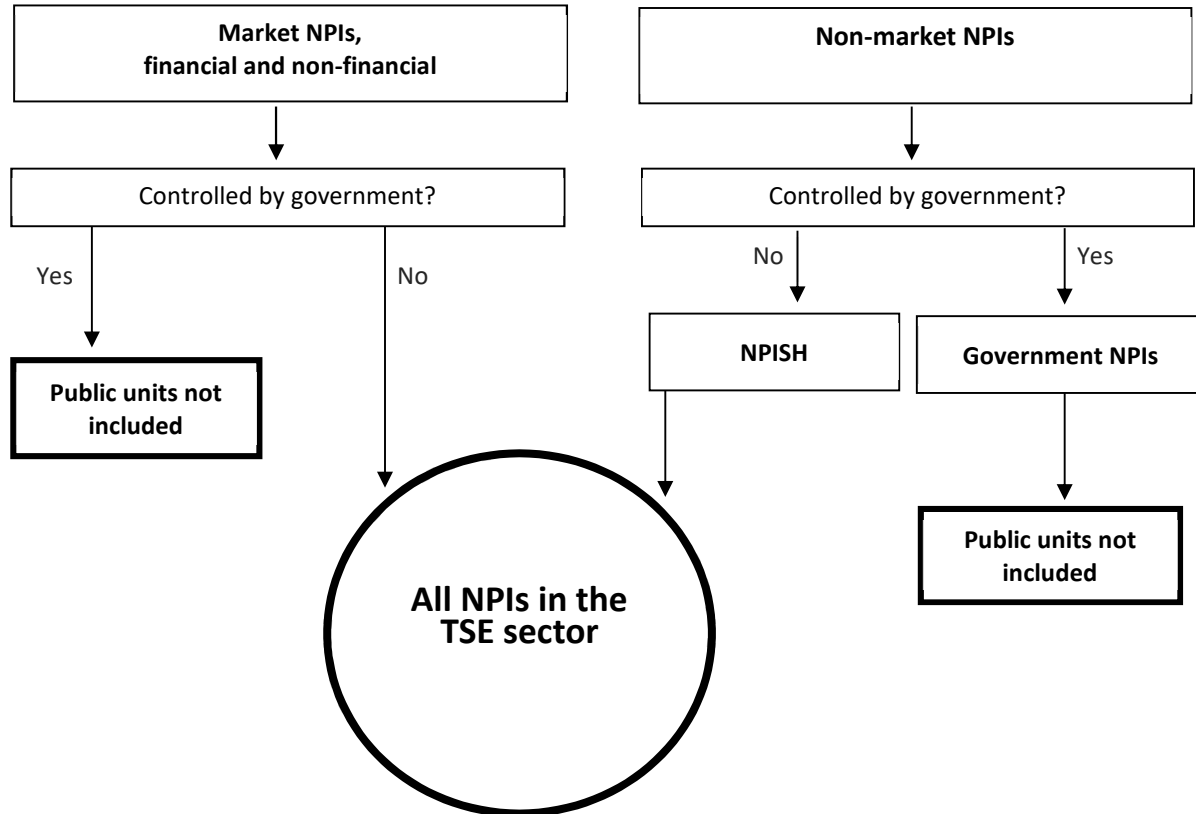 Market NPIs,
financial and non-financial
Non-market NPIs
Controlled by government?
Controlled by government?
Yes
No
No
Yes
NPISH
Government NPIs
Public units not
included
Public units not
included
All NPIs in the
TSE sector